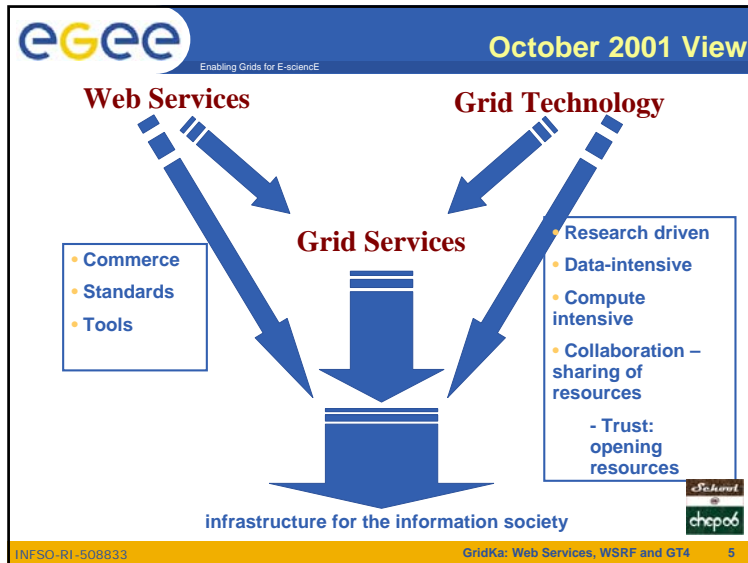 egee
October 2001 View
Enabling Grids for E-sciencE
Web Services
Grid Technology
Grid Services
• Commerce
• Standards
• Tools
• Research driven
• Data-intensive
• Compute
intensive
• Collaboration –
sharing of
resources
- Trust:
opening
resources
infrastructure for the information society
School
@
chep06
INFSO-RI-508833
GridKa: Web Services, WSRF and GT4
5